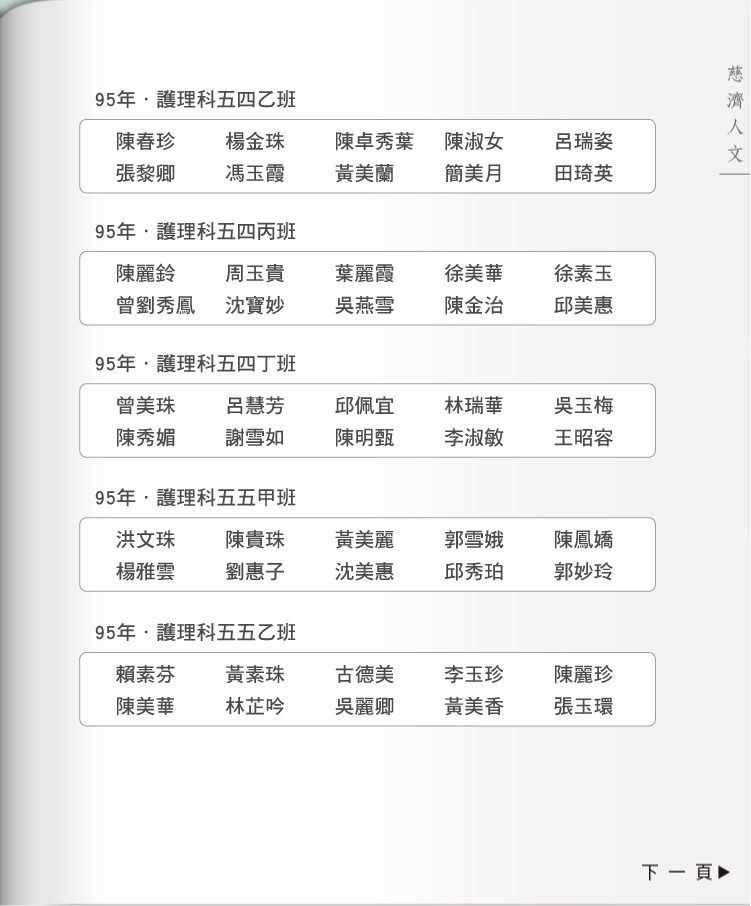 慈濟人文
95年．護理科五四乙班
陳春珍 楊金珠 陳卓秀葉 陳淑女 呂瑞姿
張黎卿 馮玉霞 黃美蘭 簡美月 田琦英
95年．護理科五四丙班
陳麗鈴 周玉貴 葉麗霞 徐美華 徐素玉
曾劉秀鳳 沈寶妙 吳燕雪 陳金治 邱美惠
95年．護理科五四丁班
曾美珠 呂慧芳 邱佩宜 林瑞華 吳玉梅
陳秀媚 謝雪如 陳明甄 李淑敏 王昭容
95年．護理科五五甲班
洪文珠 陳貴珠 黃美麗 郭雪娥 陳鳳嬌
楊雅雲 劉惠子 沈美惠 邱秀珀 郭妙玲
95年．護理科五五乙班
賴素芬 黃素珠 古德美 李玉珍 陳麗珍
陳美華 林芷吟 吳麗卿 黃美香 張玉環
下一頁▶